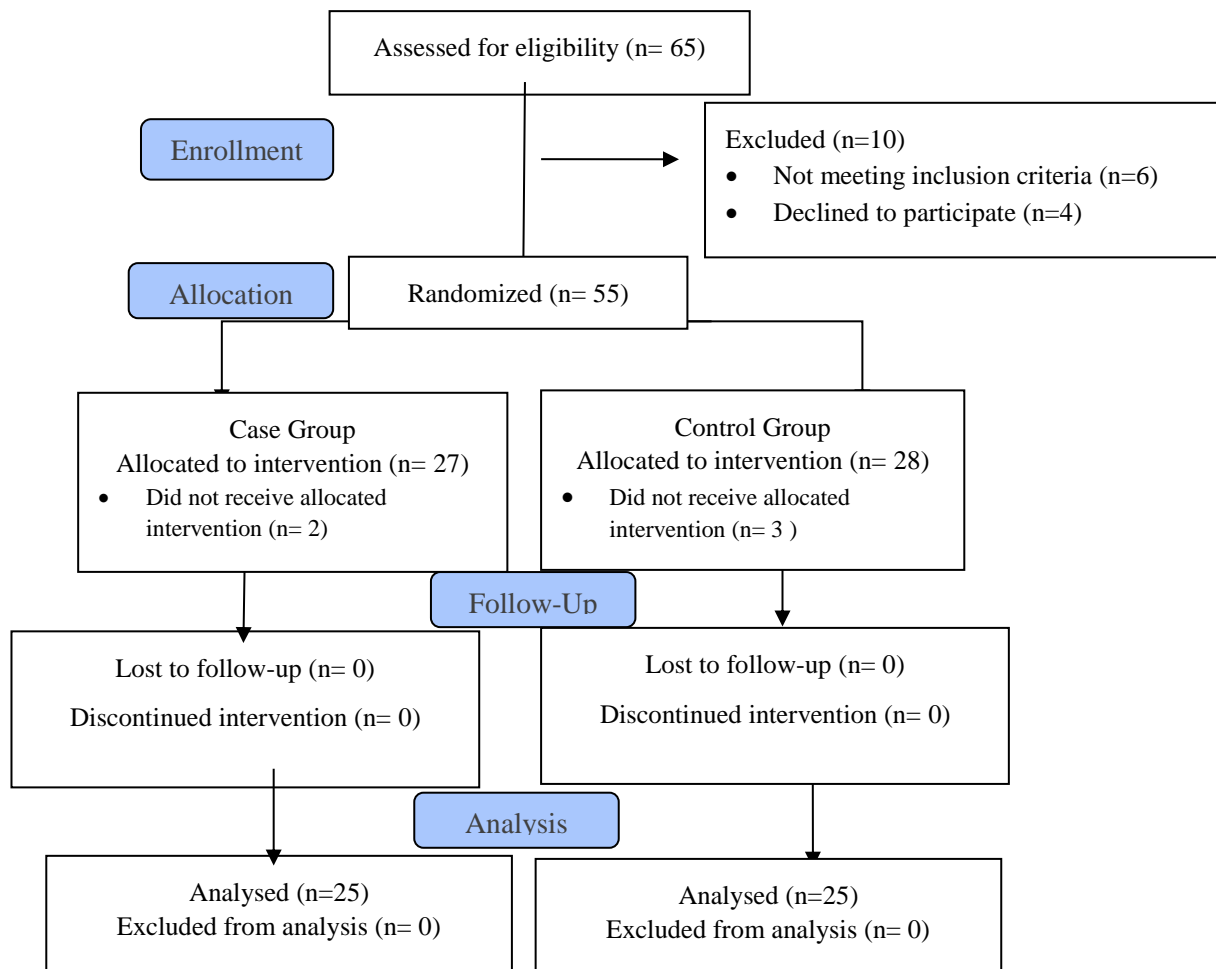 Assessed for eligibility (n= 65)
Enrollment
Excluded (n=10)
• Not meeting inclusion criteria (n=6)
• Declined to participate (n=4)
Allocation
Randomized (n= 55)
Case Group
Allocated to intervention (n= 27)
• Did not receive allocated
intervention (n= 2)
Control Group
Allocated to intervention (n= 28)
• Did not receive allocated
intervention (n= 3 )
Follow-Up
Lost to follow-up (n= 0)
Discontinued intervention (n= 0)
Lost to follow-up (n= 0)
Discontinued intervention (n= 0)
Analysis
Analysed (n=25)
Excluded from analysis (n= 0)
Analysed (n=25)
Excluded from analysis (n= 0)